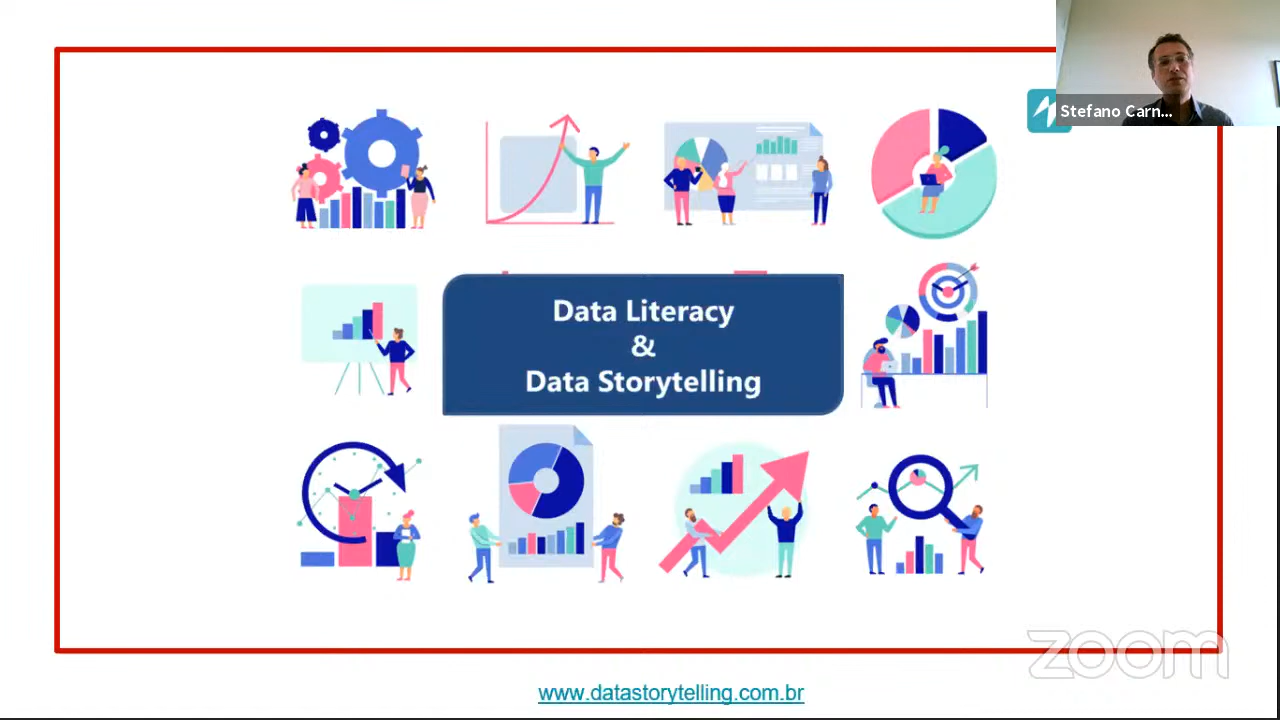 Stefano Carn...
Data Literacy
&
Data Storytelling
zoom
www.datastorytelling.com.br